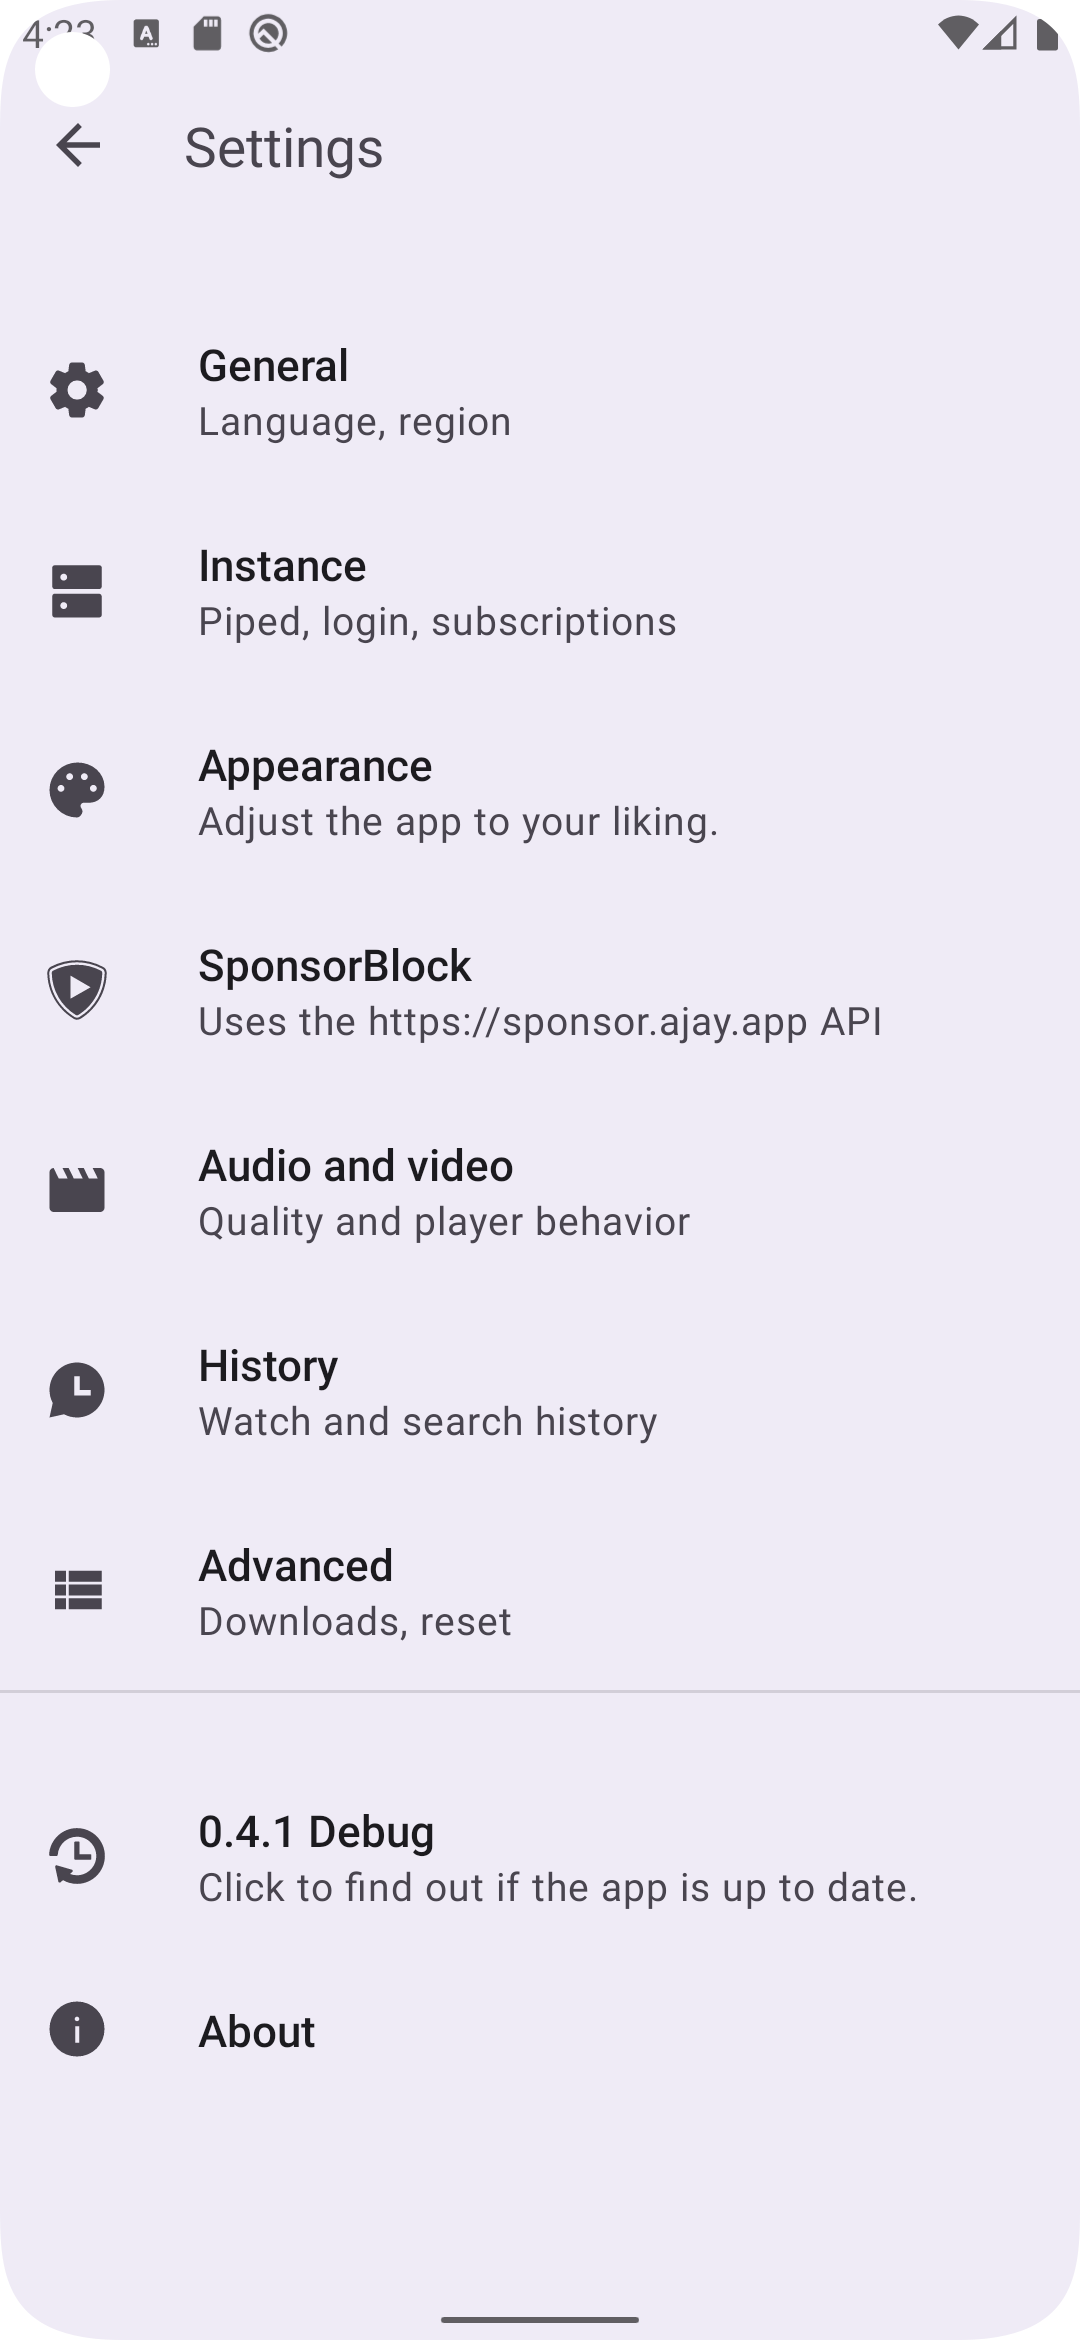 Settings
General
Language, region
Instance
Piped, login, subscriptions
Appearance
Adjust the app to your liking.
SponsorBlock
Uses the https://sponsor.ajay.app API
Audio and video
Quality and player behavior
History
Watch and search history
Advanced
Downloads, reset
0.4.1 Debug
Click to find out if the app is up to date.
About